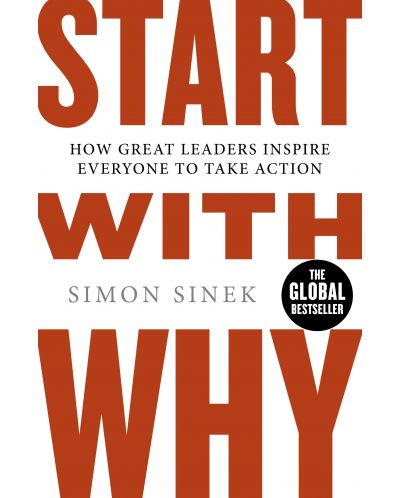 START
HOW GREAT LEADERS INSPIRE
EVERYONE TO TAKE ACTION
WITH
SIMON SINEK
THE
GLOBAL
BESTSELLER
WHY